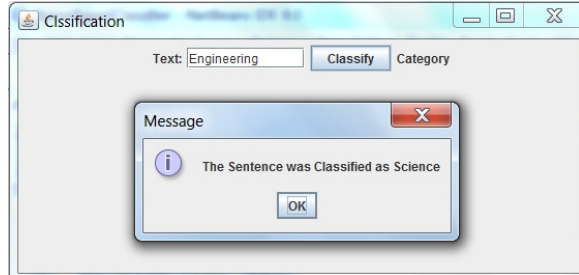 Clssification
Text: Engineering Classify Category
Message
The Sentence was Classified as Science
OK